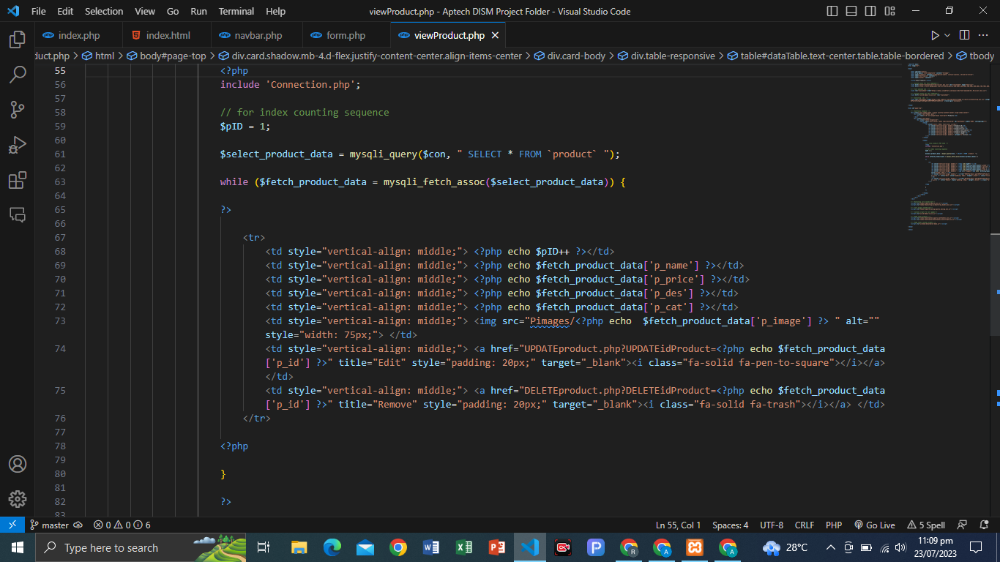 File Edit Selection View Go Run Terminal Help viewProduct.php - Aptech DISM Project Folder - Visual Studio Code
index.php index.html navbar.php form.php viewProduct.php
duct.php > html > body#page-top > div.card.shadow.mb-4.d-flex.justify-content-center.align-items-center > div.card-body > div.table-responsive > table#dataTable.text-center.table.table-bordered > tbody
55 <?php
56 include 'Connection.php';
57
58 // for index counting sequence
59 $pID = 1;
60
61 $select_product_data = mysqli_query($con, " SELECT * FROM `product` ");
62
63 while ($fetch_product_data = mysqli_fetch_assoc($select_product_data)) {
64
65 ?>
66
67 <tr>
68 <td style="vertical-align: middle;"> <?php echo $pID++ ?></td>
69 <td style="vertical-align: middle;"> <?php echo $fetch_product_data['p_name'] ?></td>
70 <td style="vertical-align: middle;"> <?php echo $fetch_product_data['p_price'] ?></td>
71 <td style="vertical-align: middle;"> <?php echo $fetch_product_data['p_des'] ?></td>
72 <td style="vertical-align: middle;"> <?php echo $fetch_product_data['p_cat'] ?></td>
73 <td style="vertical-align: middle;"> <img src="Pimages/<?php echo  $fetch_product_data['p_image'] ?> " alt=""
style="width: 75px;"> </td>
74 <td style="vertical-align: middle;"> <a href="UPDATEproduct.php?UPDATEidProduct=<?php echo $fetch_product_data
['p_id'] ?>" title="Edit" style="padding: 20px;" target="_blank"><i class="fa-solid fa-pen-to-square"></i></a>
</td>
75 <td style="vertical-align: middle;"> <a href="DELETEproduct.php?DELETEidProduct=<?php echo $fetch_product_data
['p_id'] ?>" title="Remove" style="padding: 20px;" target="_blank"><i class="fa-solid fa-trash"></i></a> </td>
76 </tr>
77
78 <?php
79
80 }
81
82 ?>
83
master 0 0 6 Ln 55, Col 1 Spaces: 4 UTF-8 CRLF PHP Go Live 5 Spell
Type here to search 28°C 11:09 pm
23/07/2023